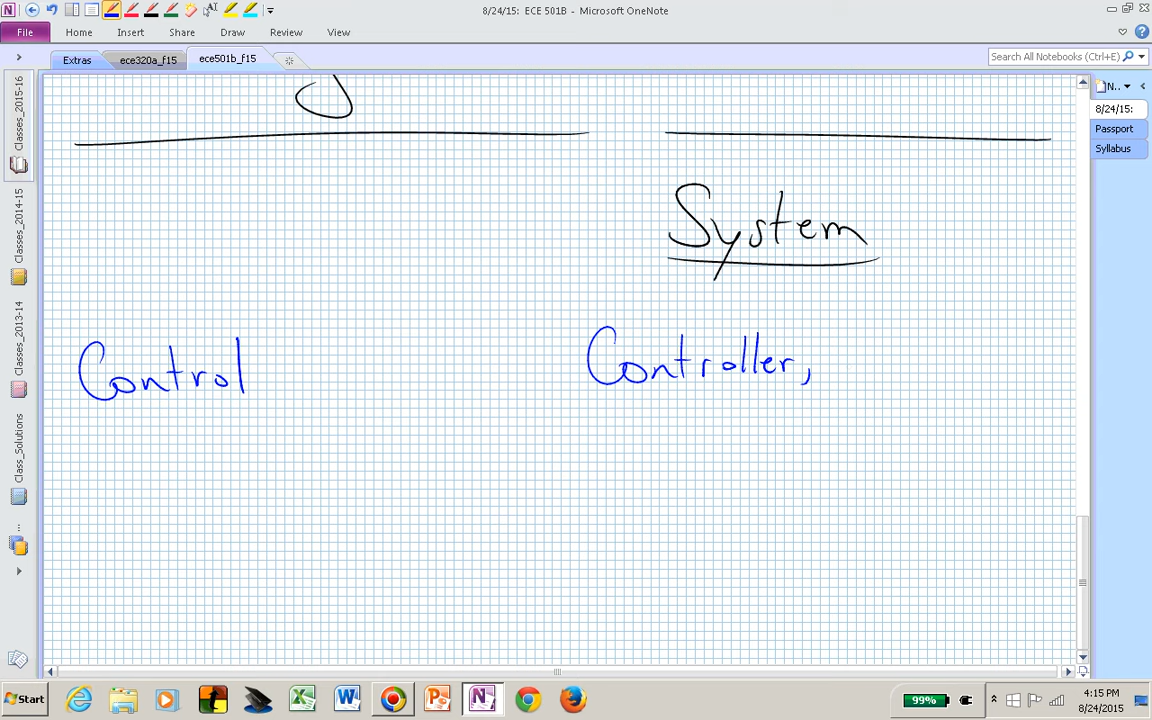 8/24/15: ECE 501B - Microsoft OneNote
File Home Insert Share Draw Review View
Extras ece320a_f15 ece501b_f15
Search All Notebooks (Ctrl+E)
N..
8/24/15:
Passport
Syllabus
Classes_2015-16
Classes_2014-15
Classes_2013-14
Class_Solutions
System
Control Controller,
Start
99%
4:15 PM
8/24/2015